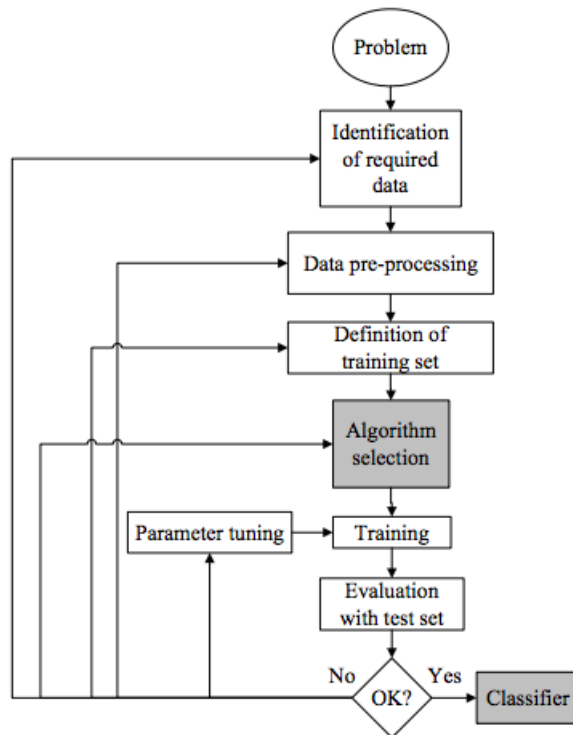 Problem
Identification
of required
data
Data pre-processing
Definition of
training set
Algorithm
selection
Parameter tuning
Training
Evaluation
with test set
No
Yes
OK?
Classifier